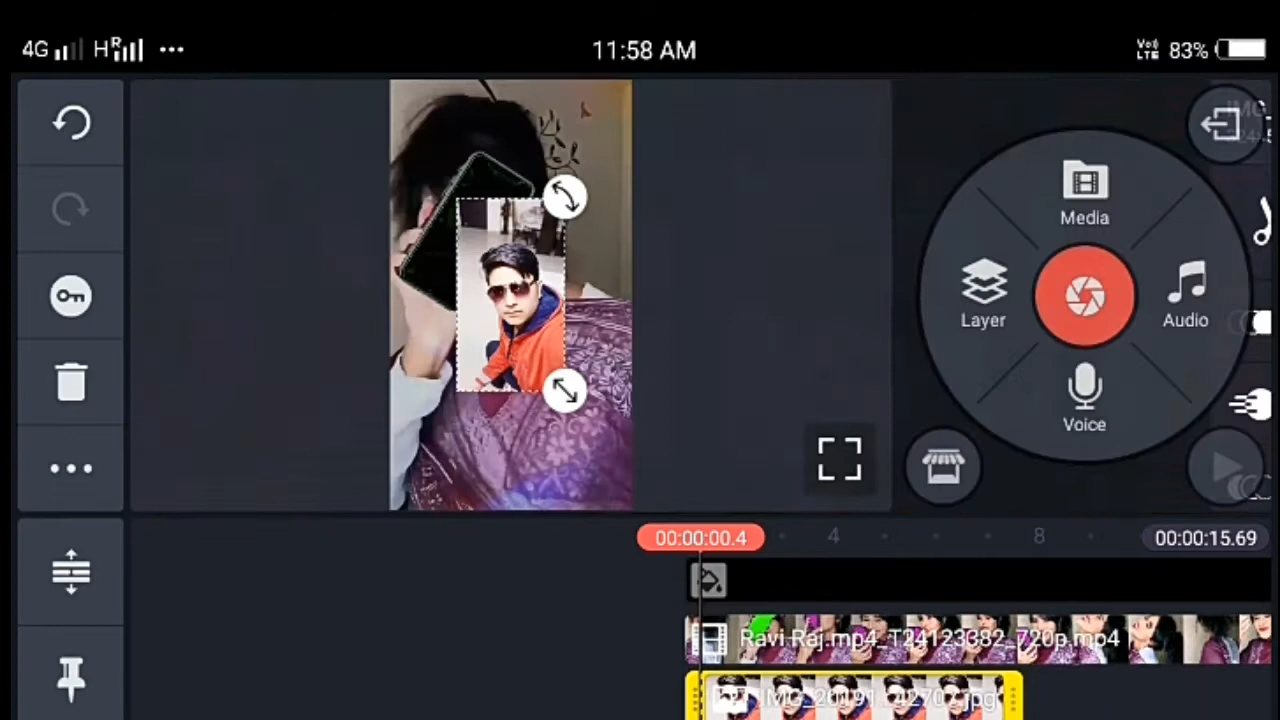 4G H R 11:58 AM VoLTE 83%
Media
Layer
Audio
Voice
00:00:00.4 4 8 00:00:15.69
Ravi Raj.mp4_T24123382_720p.mp4